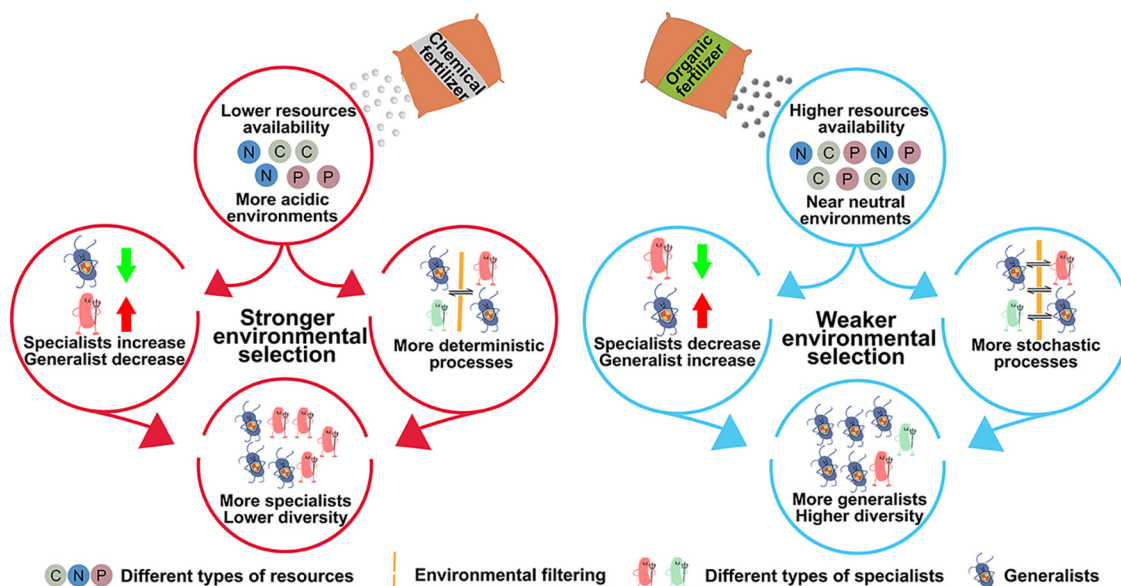 Chemical
fertilizer
Lower resources
availability
N C C
N P P
More acidic
environments
Specialists increase
Generalist decrease
Stronger
environmental
selection
More deterministic
processes
More specialists
Lower diversity
Organic
fertilizer
Higher resources
availability
N C P N P
C P C N
Near neutral
environments
Specialists decrease
Generalist increase
Weaker
environmental
selection
More stochastic
processes
More generalists
Higher diversity
C N P Different types of resources
Environmental filtering
Different types of specialists
Generalists